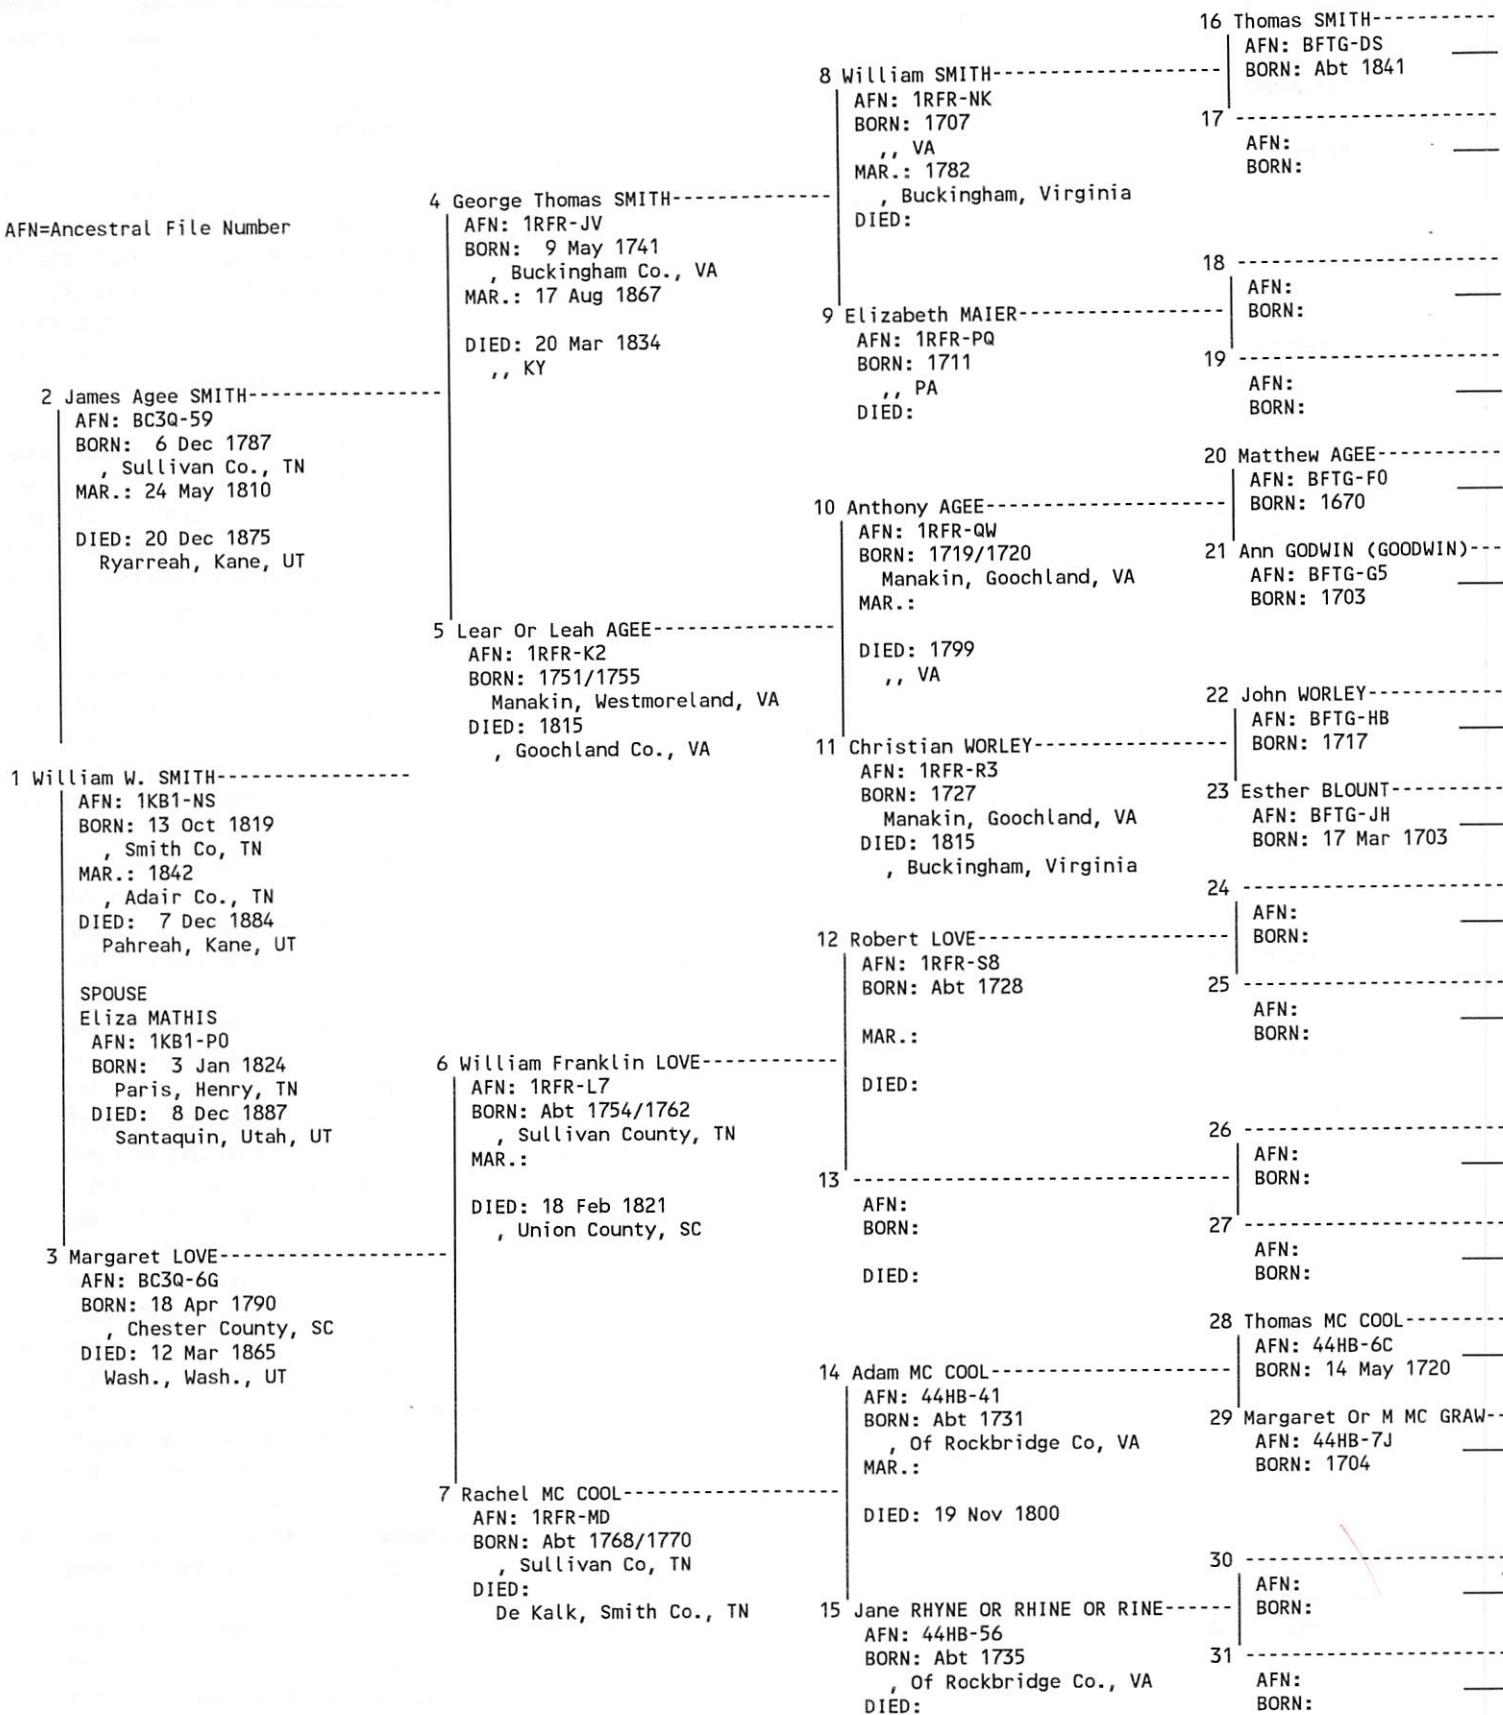 AFN=Ancestral File Number
1 William W. SMITH----------------
AFN: 1KB1-NS
BORN: 13 Oct 1819
, Smith Co, TN
MAR.: 1842
, Adair Co., TN
DIED: 7 Dec 1884
Pahreah, Kane, UT
SPOUSE
Eliza MATHIS
AFN: 1KB1-P0
BORN: 3 Jan 1824
Paris, Henry, TN
DIED: 8 Dec 1887
Santaquin, Utah, UT
2 James Agee SMITH----------------
AFN: BC3Q-59
BORN: 6 Dec 1787
, Sullivan Co., TN
MAR.: 24 May 1810
DIED: 20 Dec 1875
Ryarreah, Kane, UT
3 Margaret LOVE-------------------
AFN: BC3Q-6G
BORN: 18 Apr 1790
, Chester County, SC
DIED: 12 Mar 1865
Wash., Wash., UT
4 George Thomas SMITH-------------
AFN: 1RFR-JV
BORN: 9 May 1741
, Buckingham Co., VA
MAR.: 17 Aug 1867
DIED: 20 Mar 1834
,, KY
5 Lear Or Leah AGEE---------------
AFN: 1RFR-K2
BORN: 1751/1755
Manakin, Westmoreland, VA
DIED: 1815
, Goochland Co., VA
6 William Franklin LOVE-----------
AFN: 1RFR-L7
BORN: Abt 1754/1762
, Sullivan County, TN
MAR.:
DIED: 18 Feb 1821
, Union County, SC
7 Rachel MC COOL------------------
AFN: 1RFR-MD
BORN: Abt 1768/1770
, Sullivan Co, TN
DIED:
De Kalk, Smith Co., TN
8 William SMITH-------------------
AFN: 1RFR-NK
BORN: 1707
,, VA
MAR.: 1782
, Buckingham, Virginia
DIED:
9 Elizabeth MAIER-----------------
AFN: 1RFR-PQ
BORN: 1711
,, PA
DIED:
10 Anthony AGEE--------------------
AFN: 1RFR-QW
BORN: 1719/1720
Manakin, Goochland, VA
MAR.:
DIED: 1799
,, VA
11 Christian WORLEY----------------
AFN: 1RFR-R3
BORN: 1727
Manakin, Goochland, VA
DIED: 1815
, Buckingham, Virginia
12 Robert LOVE---------------------
AFN: 1RFR-S8
BORN: Abt 1728
MAR.:
DIED:
13 --------------------------------
AFN:
BORN:
DIED:
14 Adam MC COOL--------------------
AFN: 44HB-41
BORN: Abt 1731
, Of Rockbridge Co, VA
MAR.:
DIED: 19 Nov 1800
15 Jane RHYNE OR RHINE OR RINE------
AFN: 44HB-56
BORN: Abt 1735
, Of Rockbridge Co., VA
DIED:
16 Thomas SMITH-----------
AFN: BFTG-DS
BORN: Abt 1841
17 -----------------------
AFN:
BORN:
18 -----------------------
AFN:
BORN:
19 -----------------------
AFN:
BORN:
20 Matthew AGEE-----------
AFN: BFTG-F0
BORN: 1670
21 Ann GODWIN (GOODWIN)---
AFN: BFTG-G5
BORN: 1703
22 John WORLEY------------
AFN: BFTG-HB
BORN: 1717
23 Esther BLOUNT----------
AFN: BFTG-JH
BORN: 17 Mar 1703
24 -----------------------
AFN:
BORN:
25 -----------------------
AFN:
BORN:
26 -----------------------
AFN:
BORN:
27 -----------------------
AFN:
BORN:
28 Thomas MC COOL---------
AFN: 44HB-6C
BORN: 14 May 1720
29 Margaret Or M MC GRAW--
AFN: 44HB-7J
BORN: 1704
30 -----------------------
AFN:
BORN:
31 -----------------------
AFN:
BORN: